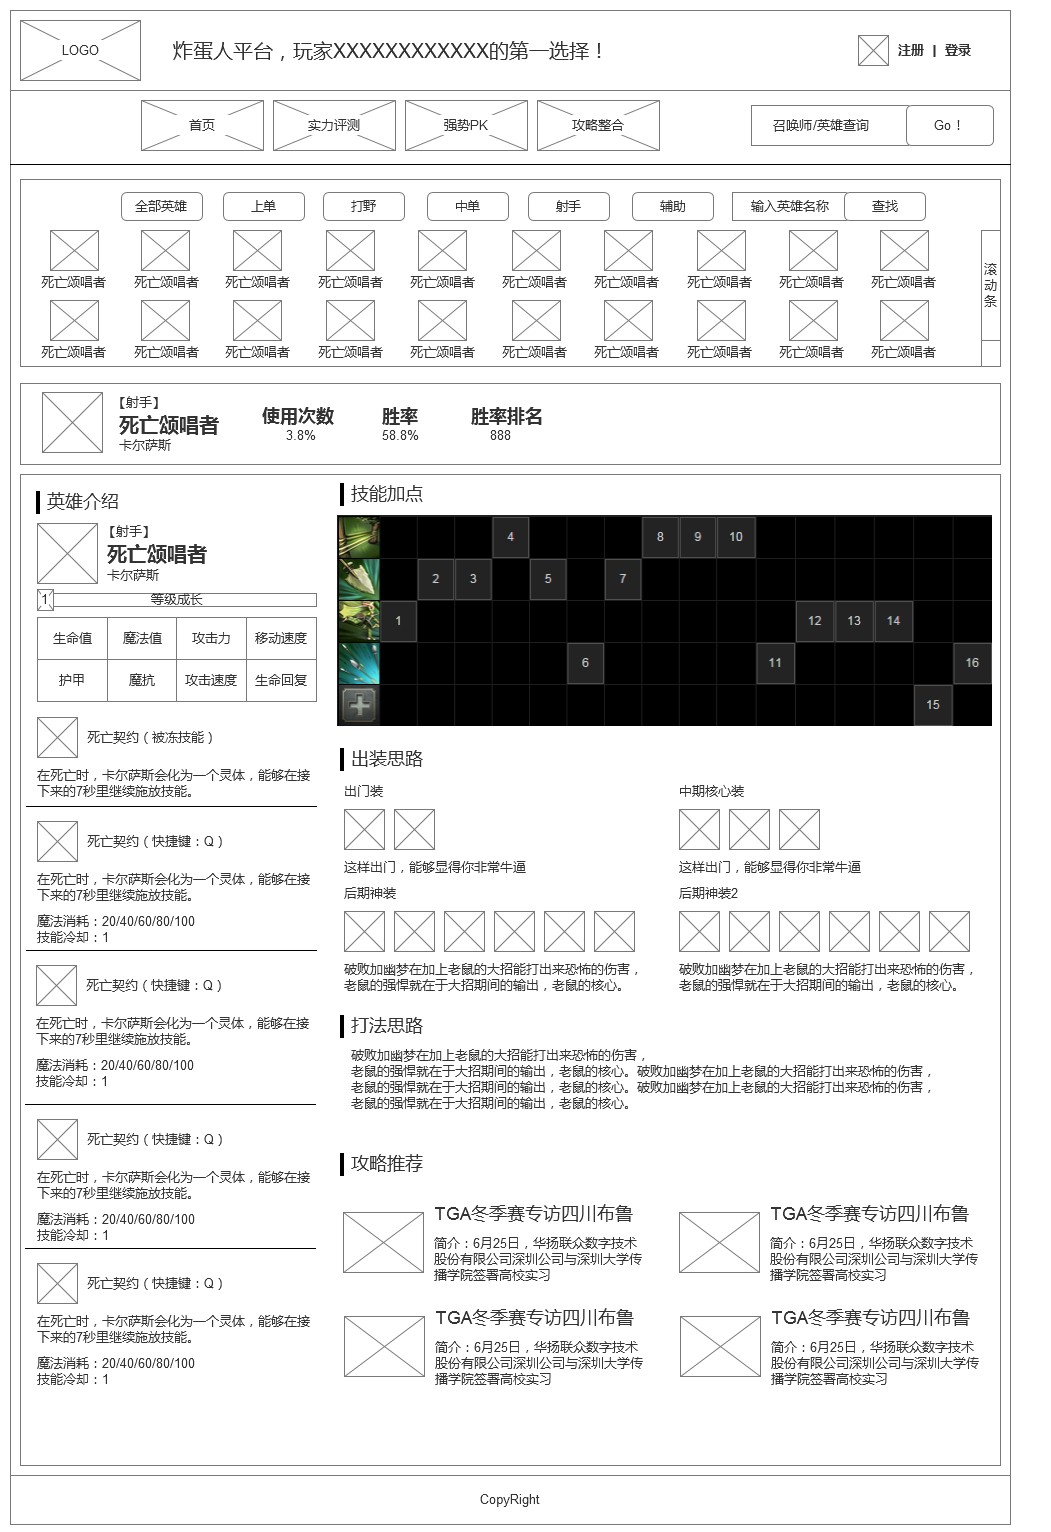 LOGO
炸蛋人平台，玩家XXXXXXXXXXXX的第一选择！
注册 | 登录
首页 实力评测 强势PK 攻略整合 召唤师/英雄查询 Go！
全部英雄 上单 打野 中单 射手 辅助 输入英雄名称 查找
死亡颂唱者 死亡颂唱者 死亡颂唱者 死亡颂唱者 死亡颂唱者 死亡颂唱者 死亡颂唱者 死亡颂唱者 死亡颂唱者 死亡颂唱者
滚动条
死亡颂唱者 死亡颂唱者 死亡颂唱者 死亡颂唱者 死亡颂唱者 死亡颂唱者 死亡颂唱者 死亡颂唱者 死亡颂唱者 死亡颂唱者
【射手】
死亡颂唱者
卡尔萨斯
使用次数 胜率 胜率排名
3.8% 58.8% 888
英雄介绍
【射手】
死亡颂唱者
卡尔萨斯
1 等级成长
生命值 魔法值 攻击力 移动速度
护甲 魔抗 攻击速度 生命回复
死亡契约（被冻技能）
在死亡时，卡尔萨斯会化为一个灵体，能够在接
下来的7秒里继续施放技能。
死亡契约（快捷键：Q）
在死亡时，卡尔萨斯会化为一个灵体，能够在接
下来的7秒里继续施放技能。
魔法消耗：20/40/60/80/100
技能冷却：1
死亡契约（快捷键：Q）
在死亡时，卡尔萨斯会化为一个灵体，能够在接
下来的7秒里继续施放技能。
魔法消耗：20/40/60/80/100
技能冷却：1
死亡契约（快捷键：Q）
在死亡时，卡尔萨斯会化为一个灵体，能够在接
下来的7秒里继续施放技能。
魔法消耗：20/40/60/80/100
技能冷却：1
死亡契约（快捷键：Q）
在死亡时，卡尔萨斯会化为一个灵体，能够在接
下来的7秒里继续施放技能。
魔法消耗：20/40/60/80/100
技能冷却：1
技能加点
4 8 9 10
2 3 5 7
1 12 13 14
6 11 16
15
出装思路
出门装
这样出门，能够显得你非常牛逼
中期核心装
这样出门，能够显得你非常牛逼
后期神装
破败加幽梦在加上老鼠的大招能打出来恐怖的伤害，
老鼠的强悍就在于大招期间的输出，老鼠的核心。
后期神装2
破败加幽梦在加上老鼠的大招能打出来恐怖的伤害，
老鼠的强悍就在于大招期间的输出，老鼠的核心。
打法思路
破败加幽梦在加上老鼠的大招能打出来恐怖的伤害，
老鼠的强悍就在于大招期间的输出，老鼠的核心。破败加幽梦在加上老鼠的大招能打出来恐怖的伤害，
老鼠的强悍就在于大招期间的输出，老鼠的核心。破败加幽梦在加上老鼠的大招能打出来恐怖的伤害，
老鼠的强悍就在于大招期间的输出，老鼠的核心。
攻略推荐
TGA冬季赛专访四川布鲁
简介：6月25日，华扬联众数字技术
股份有限公司深圳公司与深圳大学传
播学院签署高校实习
TGA冬季赛专访四川布鲁
简介：6月25日，华扬联众数字技术
股份有限公司深圳公司与深圳大学传
播学院签署高校实习
TGA冬季赛专访四川布鲁
简介：6月25日，华扬联众数字技术
股份有限公司深圳公司与深圳大学传
播学院签署高校实习
TGA冬季赛专访四川布鲁
简介：6月25日，华扬联众数字技术
股份有限公司深圳公司与深圳大学传
播学院签署高校实习
CopyRight